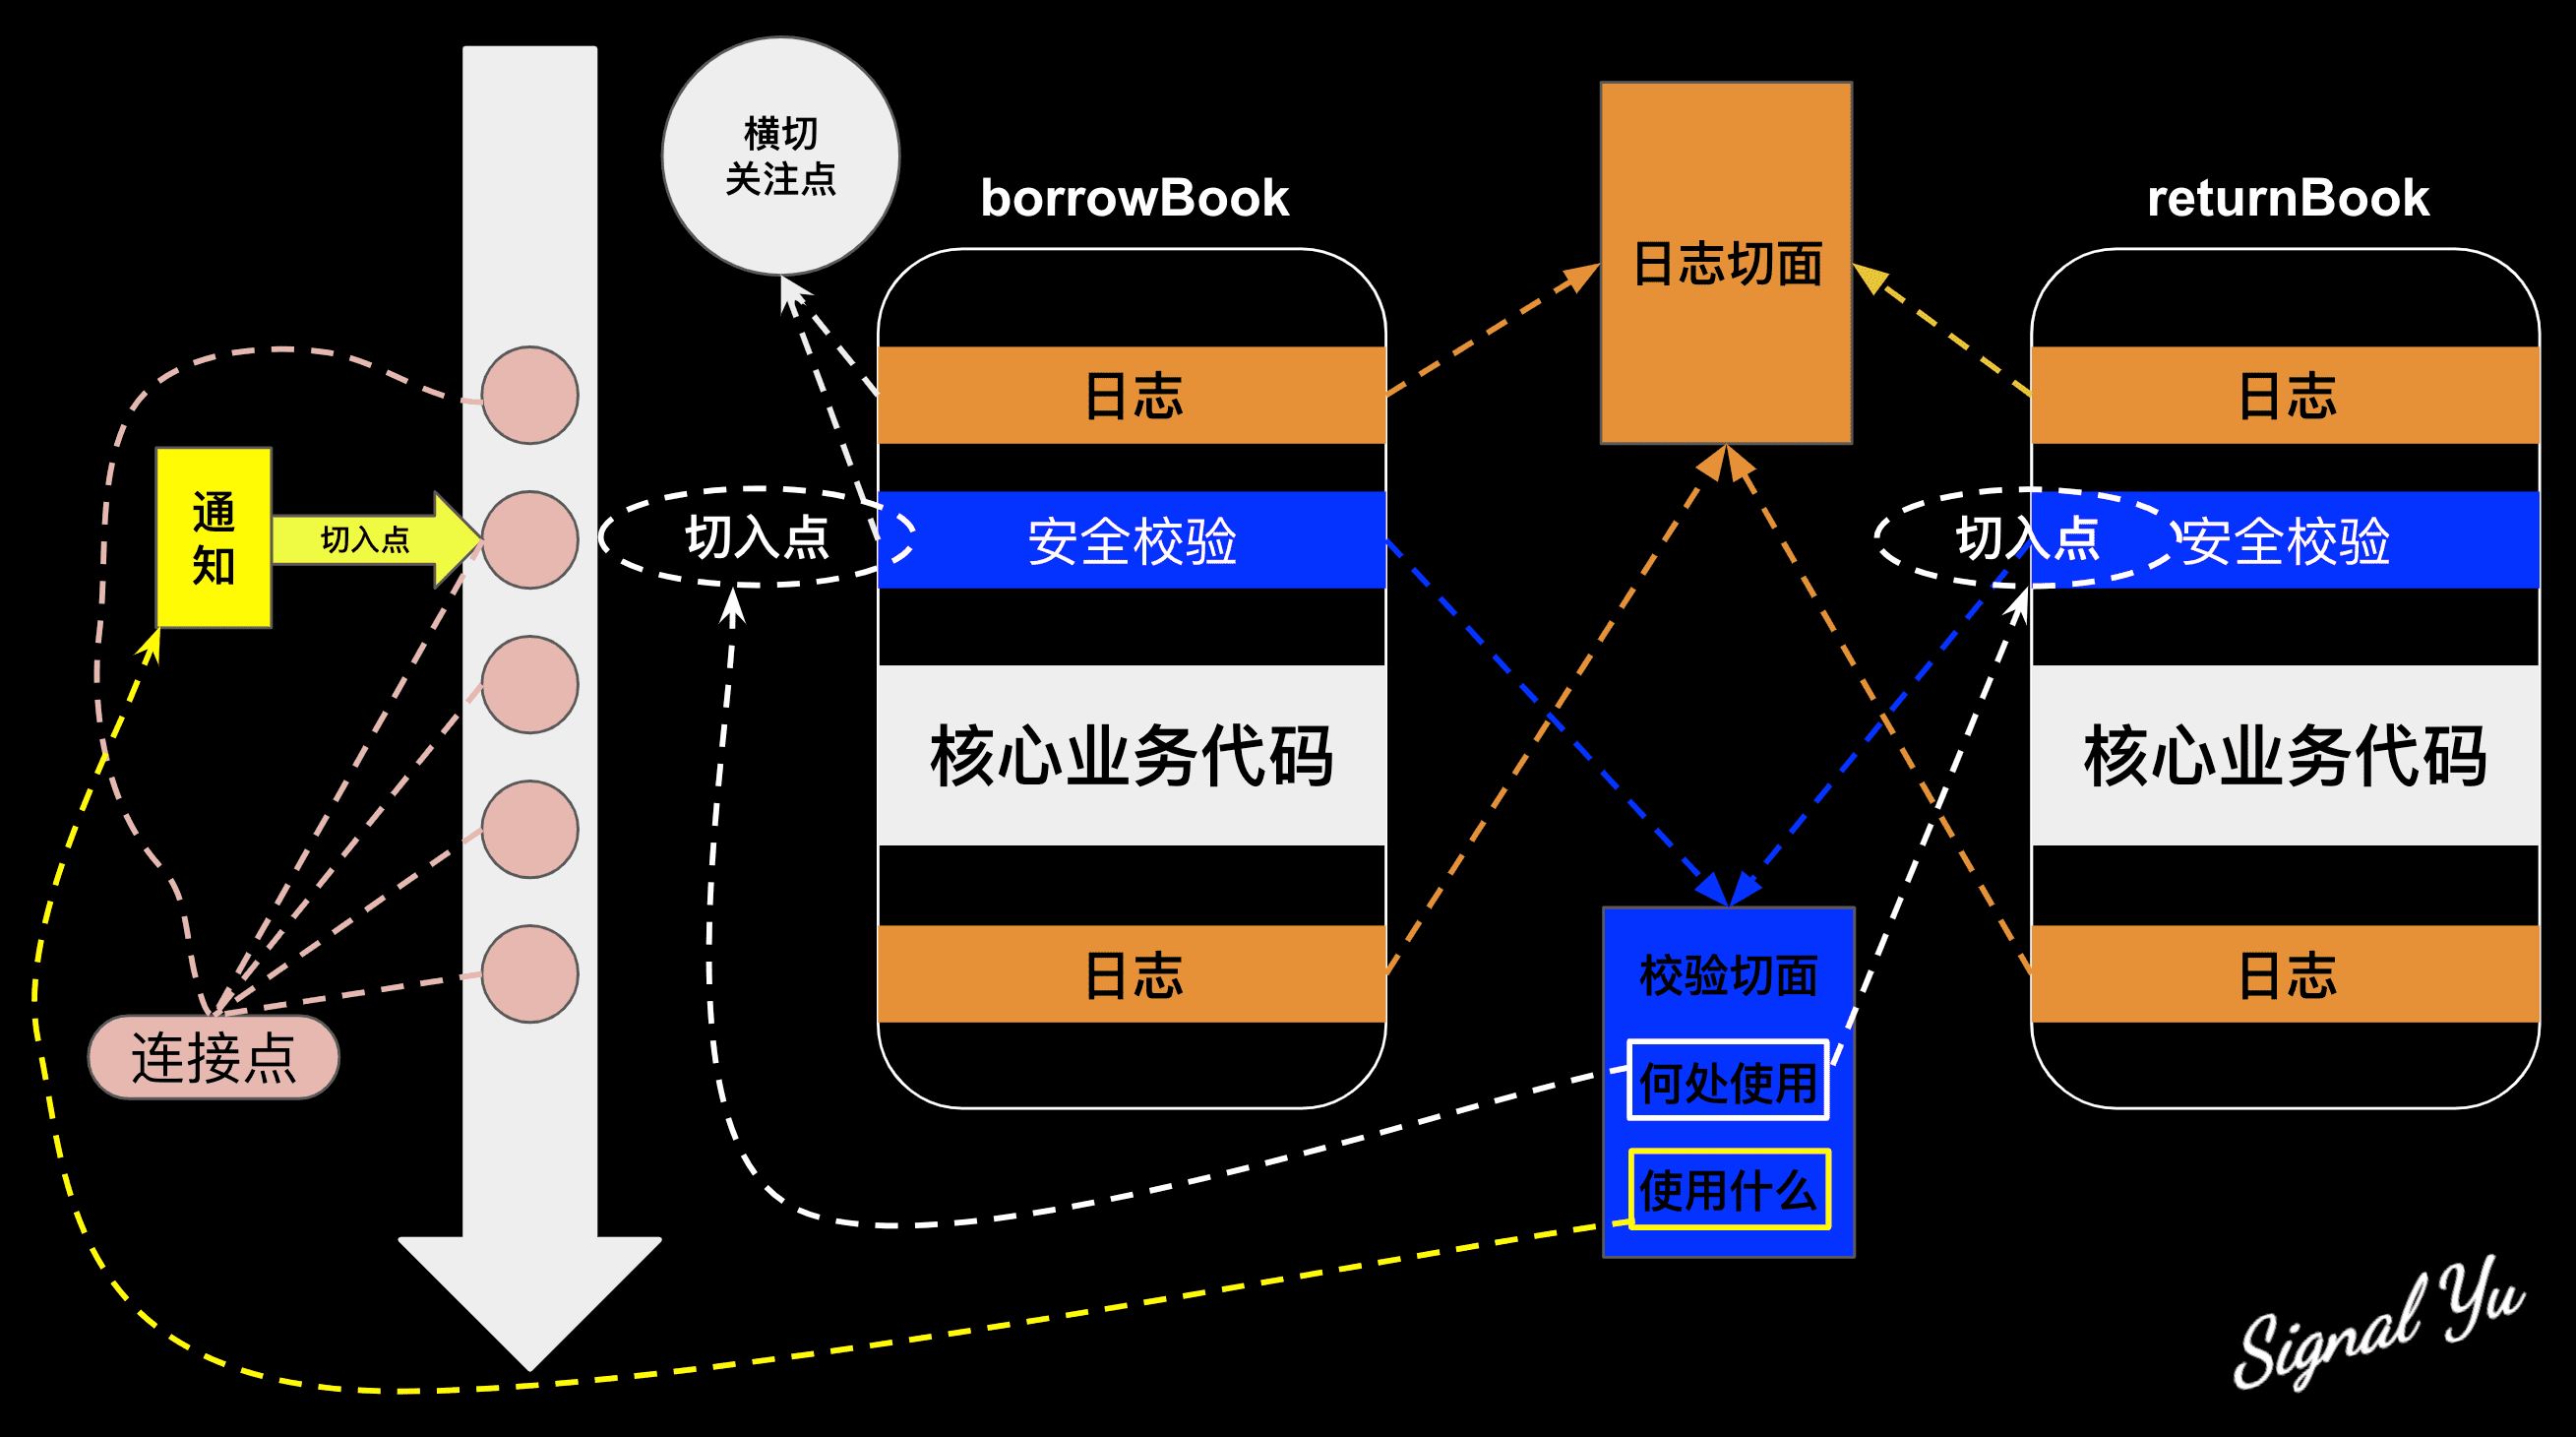 横切
关注点
borrowBook
日志切面
returnBook
日志
日志
通
知
切入点
切入点
安全校验
切入点
安全校验
核心业务代码
核心业务代码
日志
校验切面
日志
连接点
何处使用
使用什么
Signal Yu